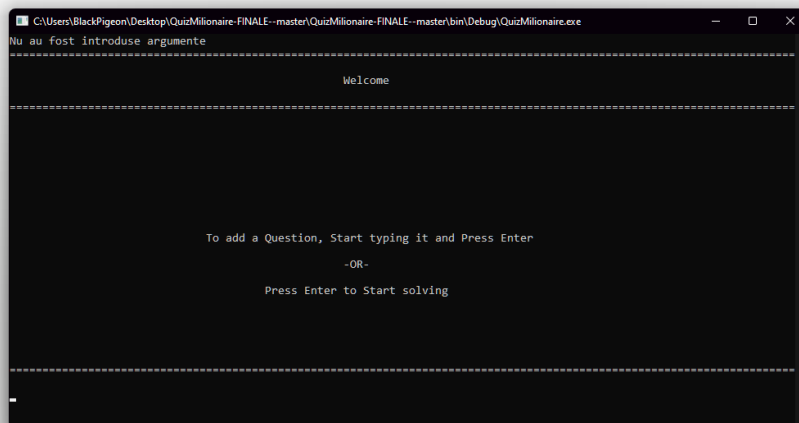 C:\Users\BlackPigeon\Desktop\QuizMilionaire-FINALE--master\QuizMilionaire-FINALE--master\bin\Debug\QuizMilionaire.exe
Nu au fost introduse argumente
========================================================================================================================
Welcome
========================================================================================================================
To add a Question, Start typing it and Press Enter
-OR-
Press Enter to Start solving
========================================================================================================================